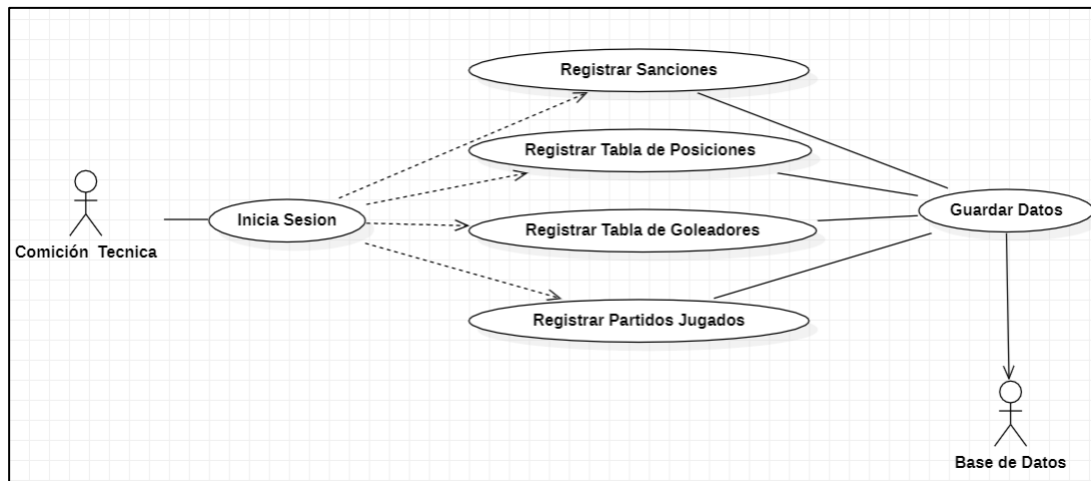 Registrar Sanciones
Registrar Tabla de Posiciones
Inicia Sesion
Guardar Datos
Registrar Tabla de Goleadores
Comición Tecnica
Registrar Partidos Jugados
Base de Datos